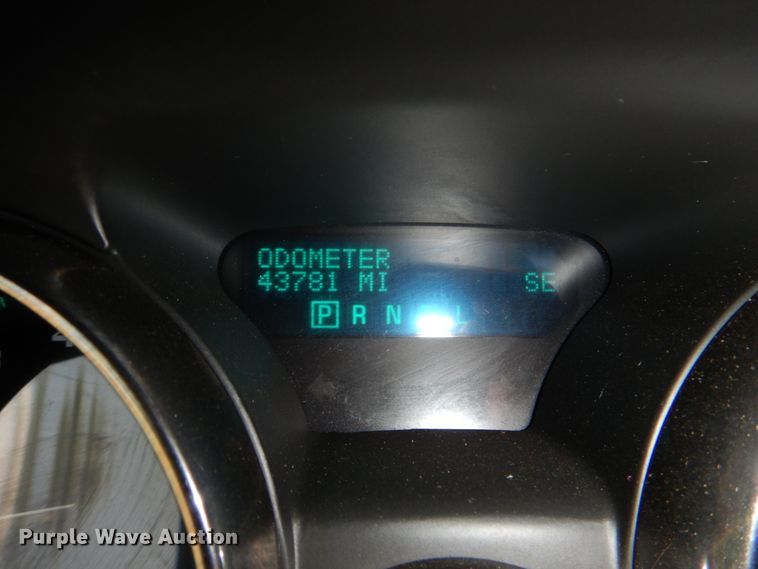 ODOMETER
43781 MI SE
P R N L
Purple Wave Auction